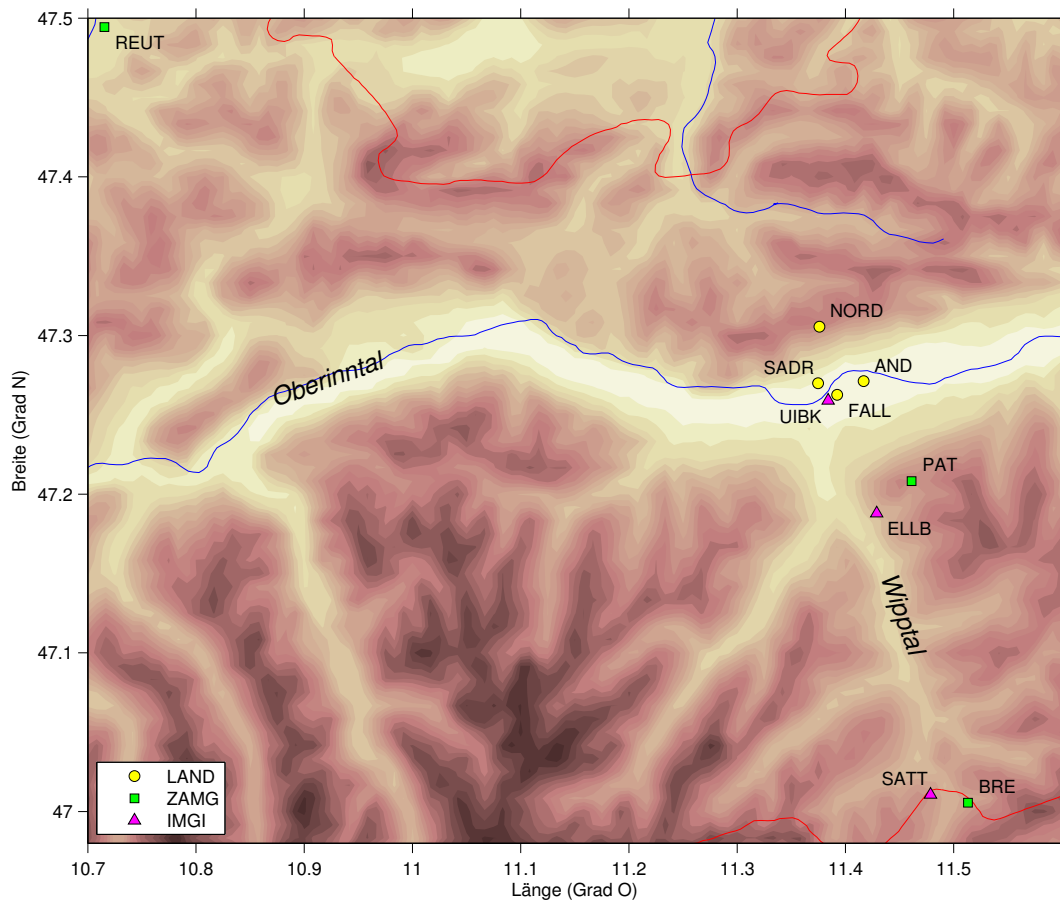 47.5
REUT
47.4
NORD
47.3
SADR
AND
Oberinntal
UIBK
FALL
PAT
47.2
ELLB
Wipptal
47.1
SATT
BRE
LAND
ZAMG
IMGI
47
10.7
10.8
10.9
11
11.1
11.2
11.3
11.4
11.5
Länge (Grad O)
Breite (Grad N)